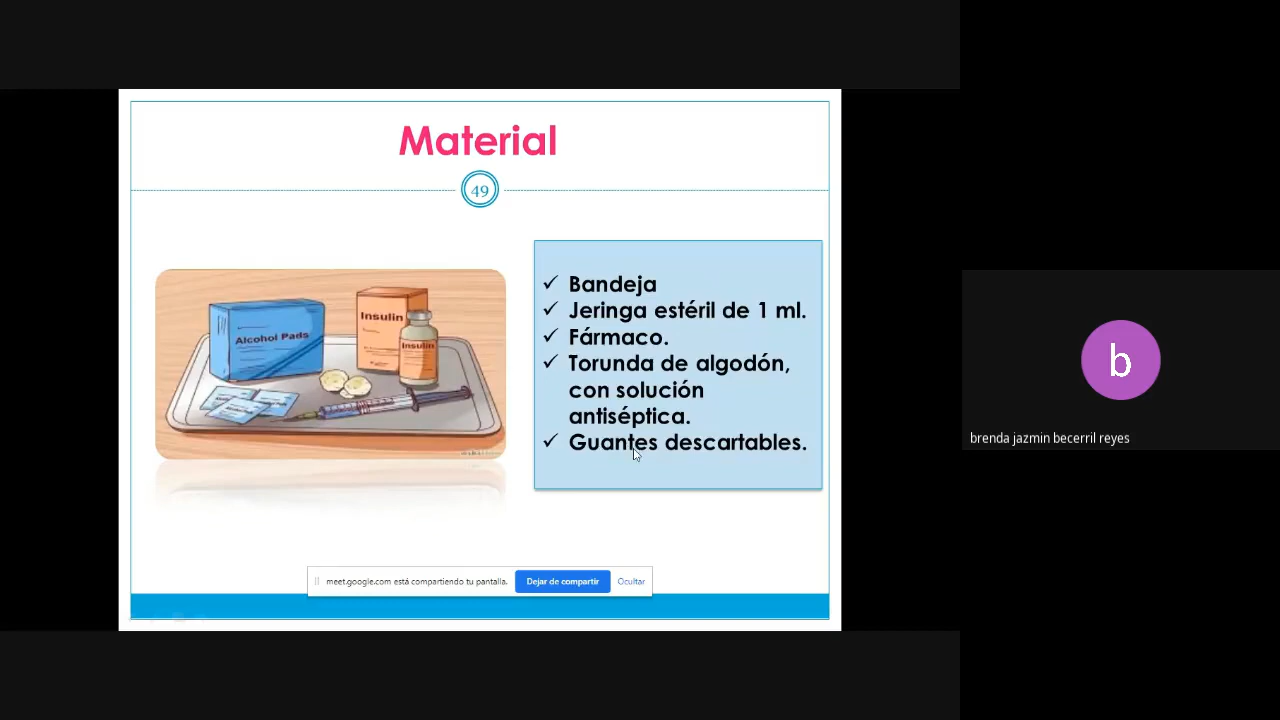 Material
49
Alcohol Pads
Insulin
Insulin
Bandeja
Jeringa estéril de 1 ml.
Fármaco.
Torunda de algodón,
con solución
antiséptica.
Guantes descartables.
meet.google.com está compartiendo tu pantalla.
Dejar de compartir
Ocultar
b
brenda jazmin becerril reyes